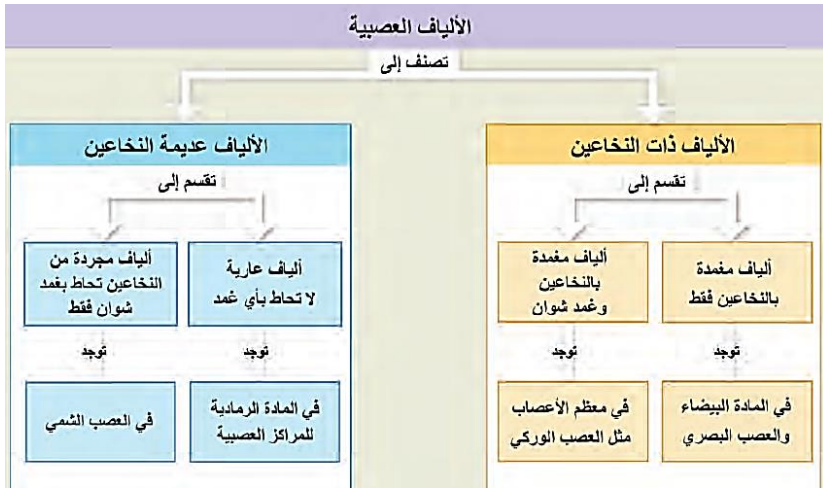 الألياف العصبية
تصنف إلى
الألياف ذات النخاعين
تقسم إلى
ألياف مغمدة
بالنخاعين فقط
توجد
في المادة البيضاء
والعصب البصري
ألياف مغمدة
بالنخاعين
وغمد شوان
توجد
في معظم الأعصاب
مثل العصب الوركي
الألياف عديمة النخاعين
تقسم إلى
ألياف عارية
لا تحاط بأي غمد
توجد
في المادة الرمادية
للمراكز العصبية
ألياف مجردة من
النخاعين تحاط بغمد
شوان فقط
توجد
في العصب الشمي